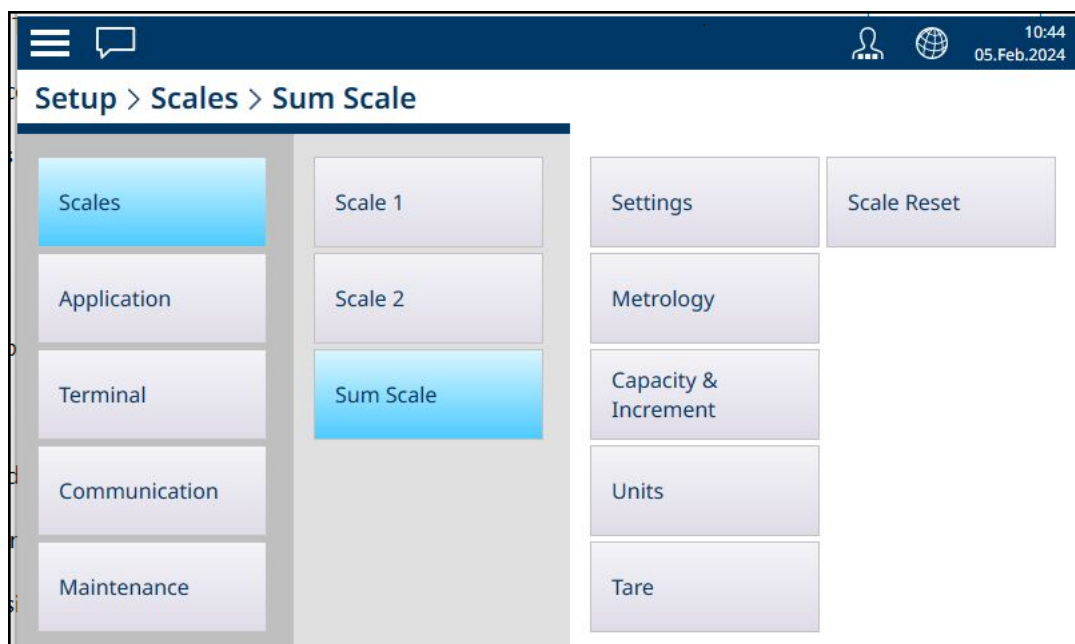 10:44
05.Feb.2024
Setup > Scales > Sum Scale
Scales
Scale 1
Settings
Scale Reset
Application
Scale 2
Metrology
Terminal
Sum Scale
Capacity &
Increment
Communication
Units
Maintenance
Tare